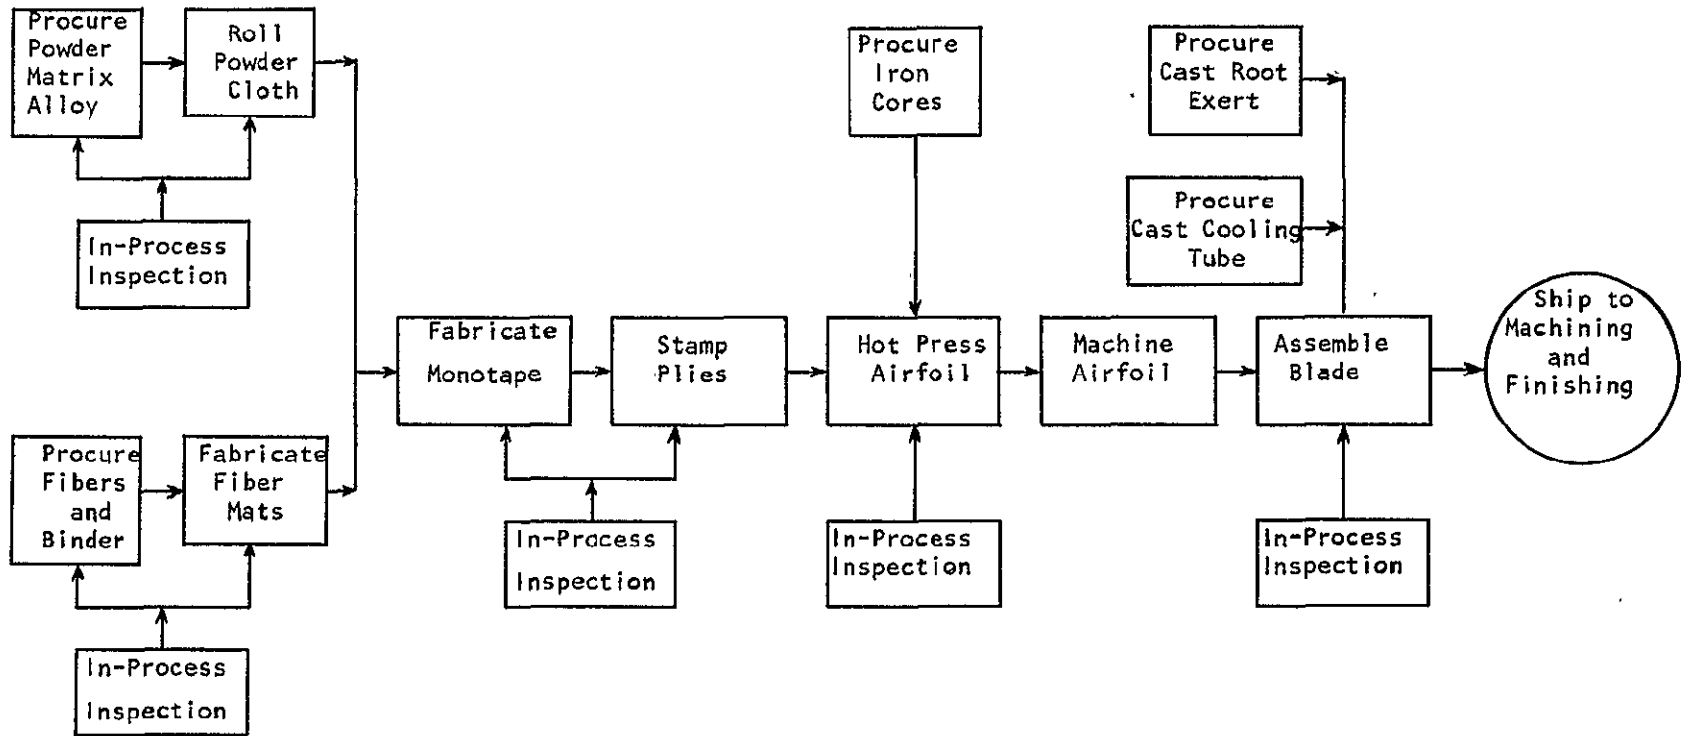 Procure
Powder
Matrix
Alloy
Roll
Powder
Cloth
In-Process
Inspection
Procure
Iron
Cores
Procure
Cast Root
Exert
Procure
Cast Cooling
Tube
Fabricate
Monotape
Stamp
Plies
Hot Press
Airfoil
Machine
Airfoil
Assemble
Blade
Ship to
Machining
and
Finishing
Procure
Fibers
and
Binder
Fabricate
Fiber
Mats
In-Process
Inspection
In-Process
Inspection
In-Process
Inspection
In-Process
Inspection